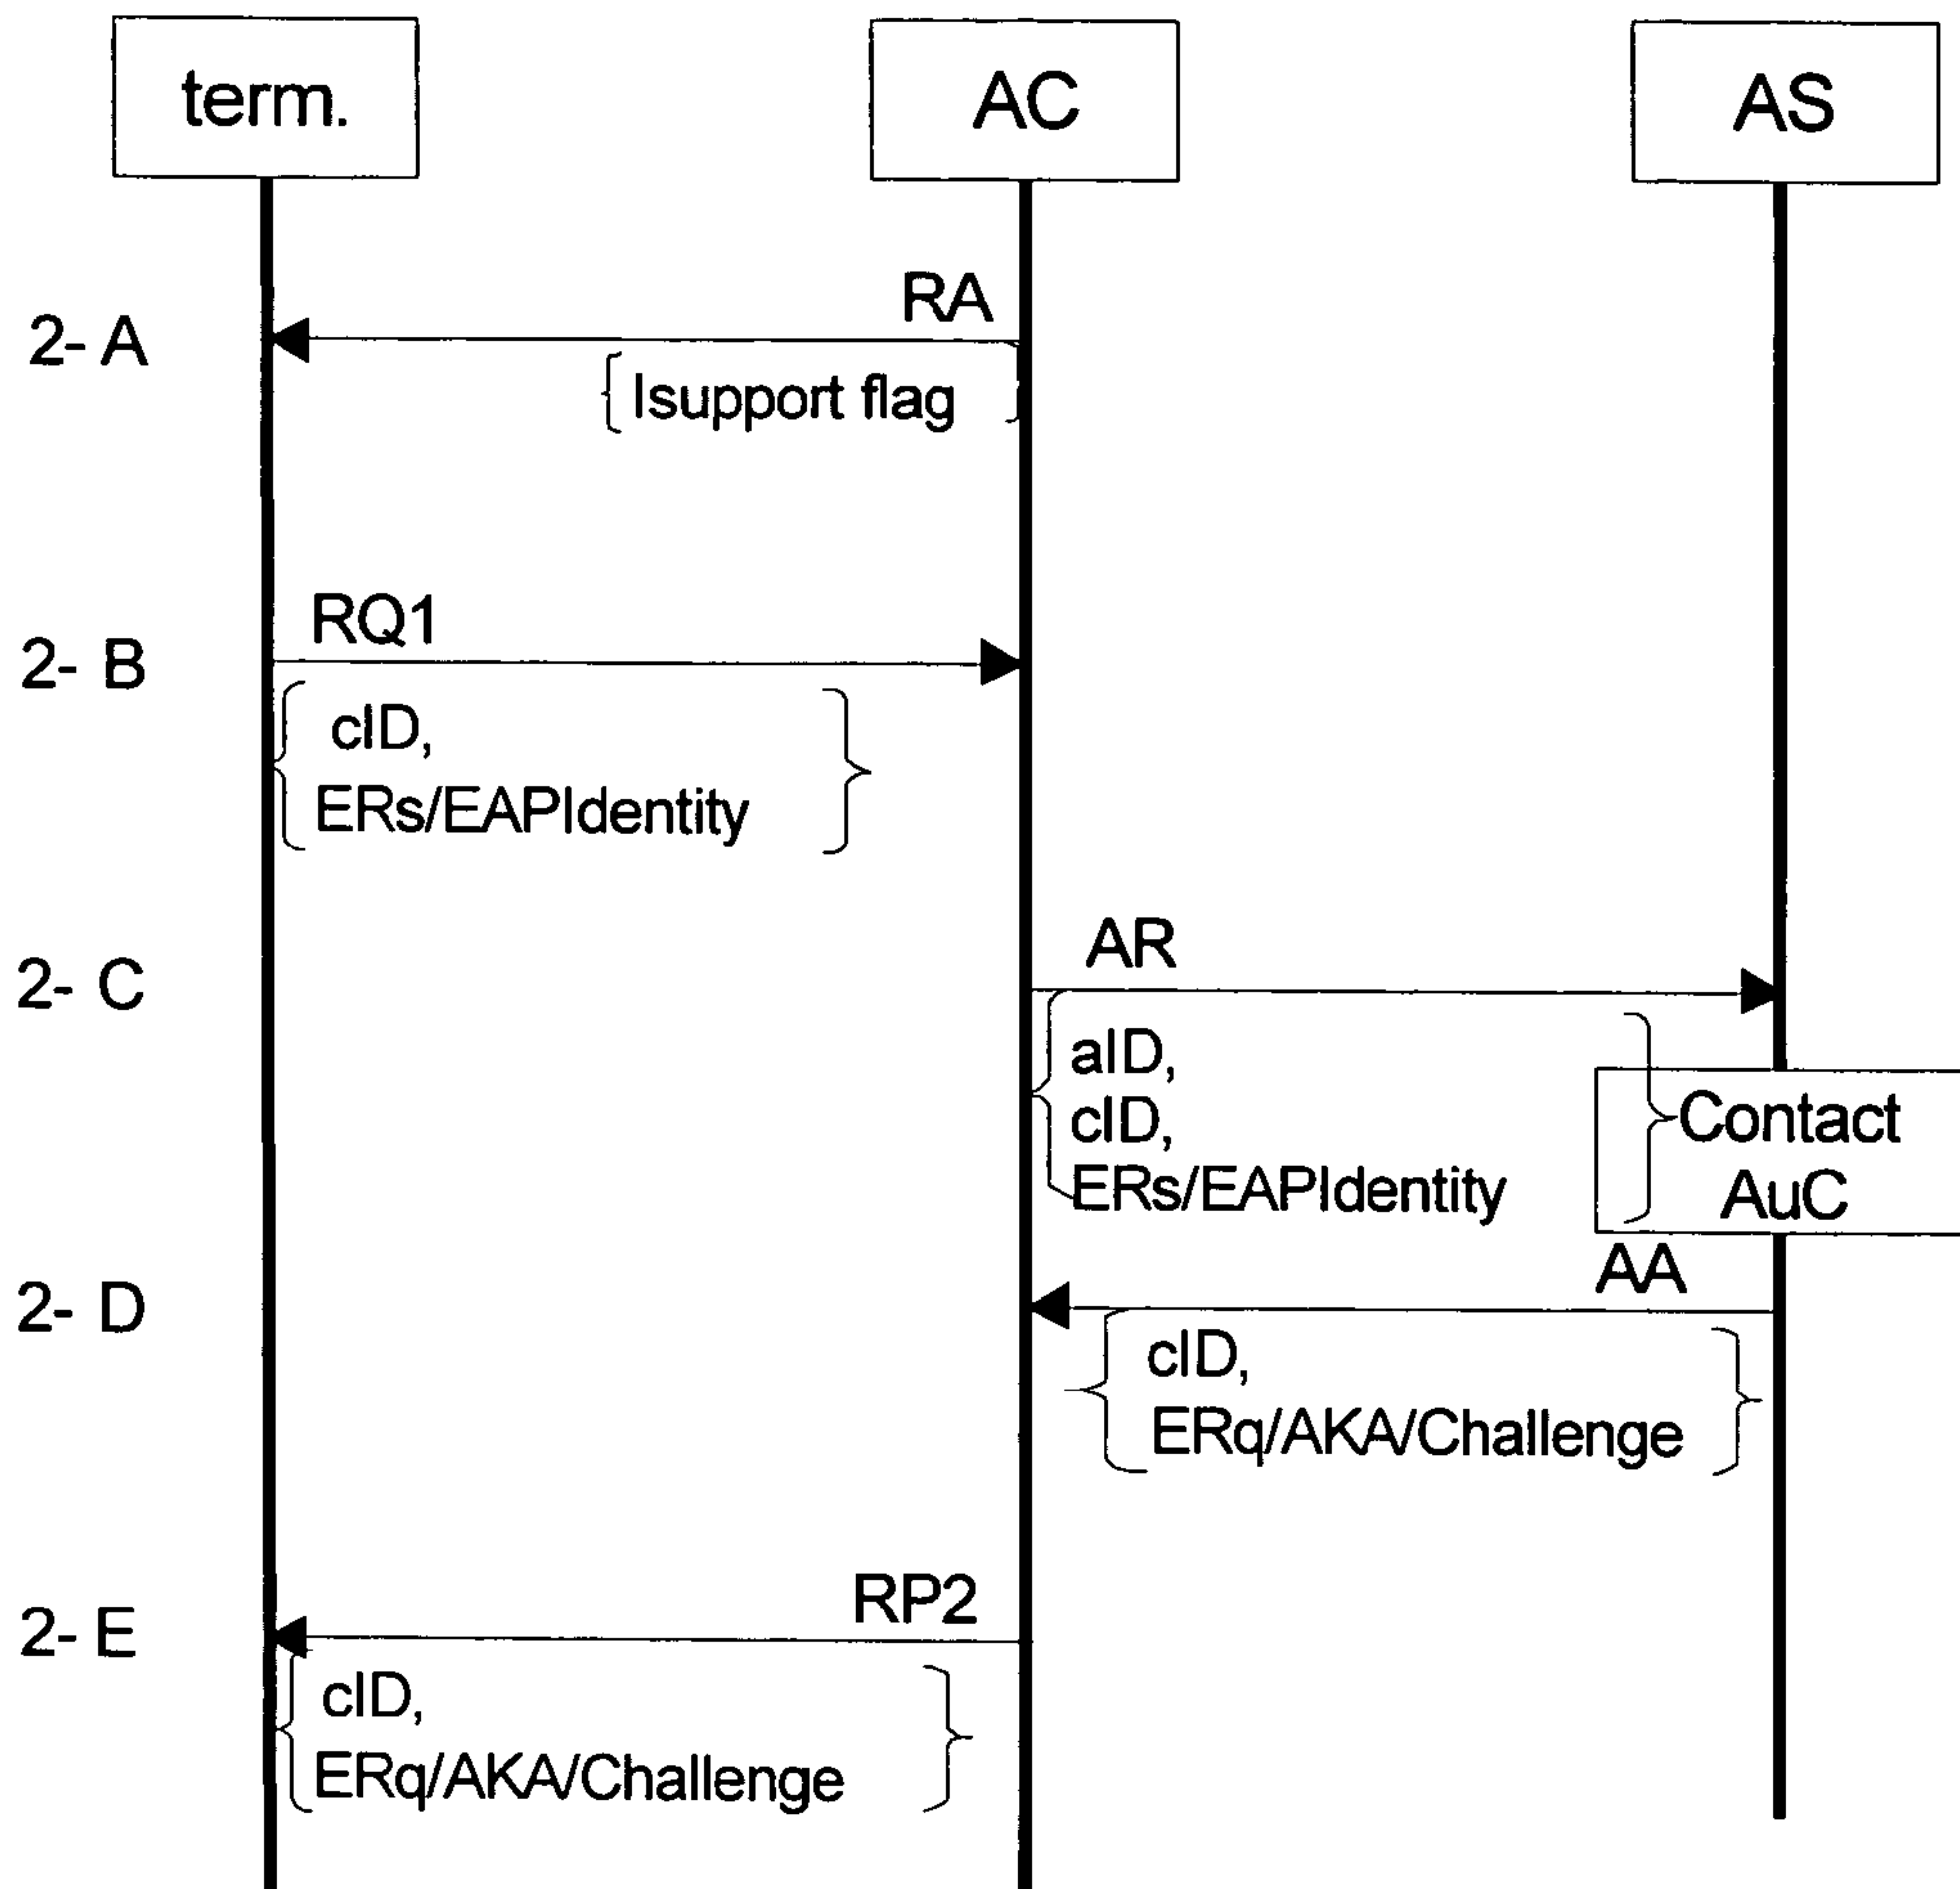 term.
AC
AS
RA
2- A
Isupport flag
RQ1
2- B
cID,
ERs/EAPIdentity
AR
2- C
aID,
cID,
ERs/EAPIdentity
Contact
AuC
AA
2- D
cID,
ERq/AKA/Challenge
RP2
2- E
cID,
ERq/AKA/Challenge